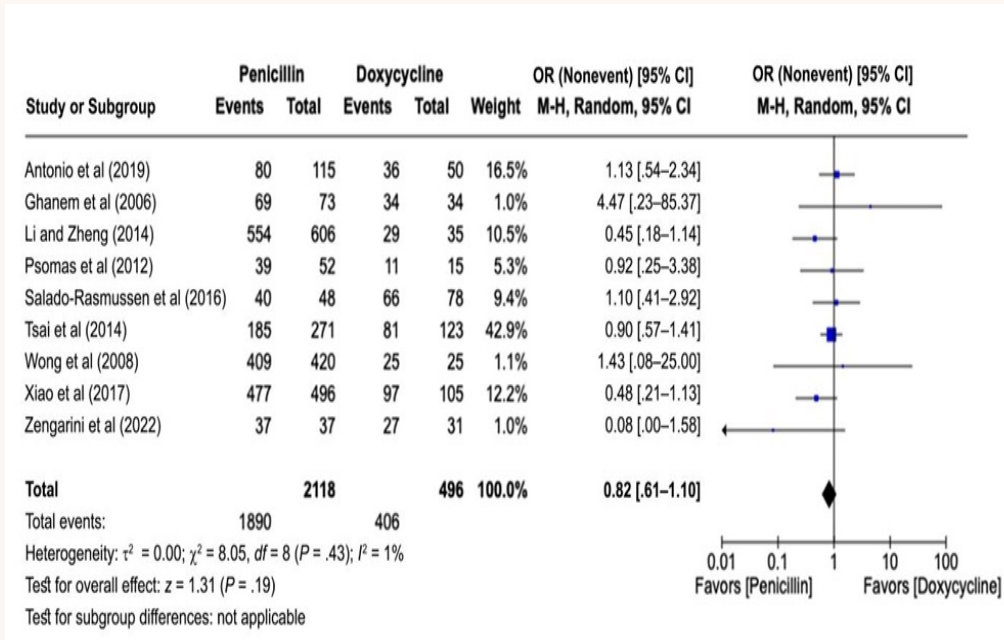 Penicillin Doxycycline OR (Nonevent) [95% CI] OR (Nonevent) [95% CI]
Study or Subgroup Events Total Events Total Weight M-H, Random, 95% CI M-H, Random, 95% CI
Antonio et al (2019) 80 115 36 50 16.5% 1.13 [.54–2.34]
Ghanem et al (2006) 69 73 34 34 1.0% 4.47 [.23–85.37]
Li and Zheng (2014) 554 606 29 35 10.5% 0.45 [.18–1.14]
Psomas et al (2012) 39 52 11 15 5.3% 0.92 [.25–3.38]
Salado-Rasmussen et al (2016) 40 48 66 78 9.4% 1.10 [.41–2.92]
Tsai et al (2014) 185 271 81 123 42.9% 0.90 [.57–1.41]
Wong et al (2008) 409 420 25 25 1.1% 1.43 [.08–25.00]
Xiao et al (2017) 477 496 97 105 12.2% 0.48 [.21–1.13]
Zengarini et al (2022) 37 37 27 31 1.0% 0.08 [.00–1.58]
Total 2118 496 100.0% 0.82 [.61–1.10]
Total events: 1890 406
Heterogeneity: τ² = 0.00; χ² = 8.05, df = 8 (P = .43); I² = 1%
Test for overall effect: z = 1.31 (P = .19)
Test for subgroup differences: not applicable
0.01 0.1 1 10 100
Favors [Penicillin] Favors [Doxycycline]